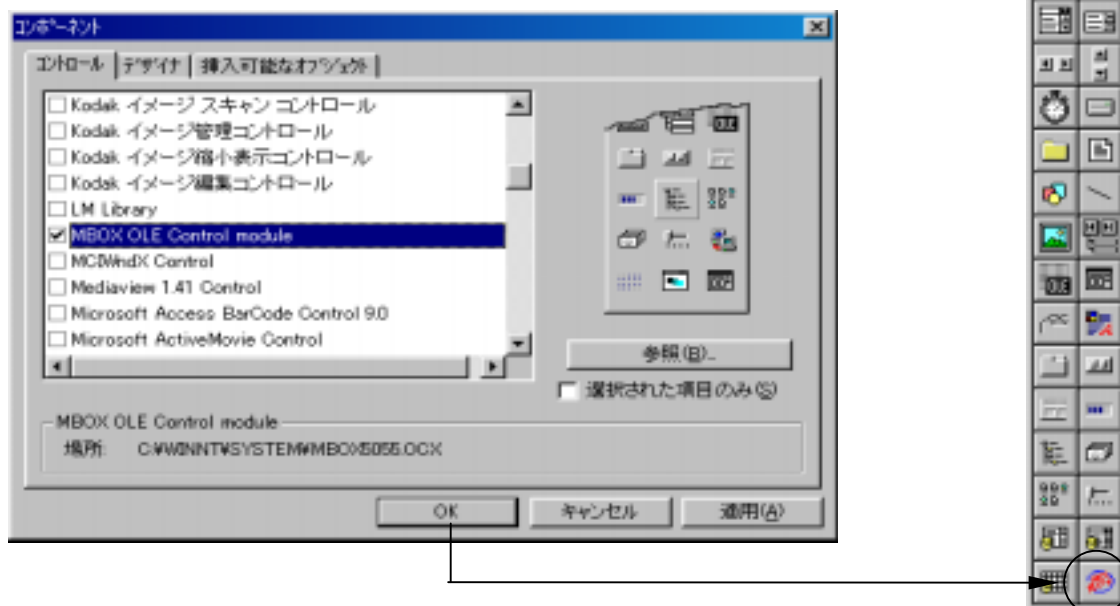 コンポーネント
コントロール
デザイナ
挿入可能なオブジェクト
Kodak イメージ スキャン コントロール
Kodak イメージ管理コントロール
Kodak イメージ縮小表示コントロール
Kodak イメージ編集コントロール
LM Library
MBOX OLE Control module
MCIWndX Control
Mediaview 1.41 Control
Microsoft Access BarCode Control 9.0
Microsoft ActiveMovie Control
参照(B)...
選択された項目のみ(S)
MBOX OLE Control module
場所: C:¥WINNT¥SYSTEM¥MBOX5055.OCX
OK
キャンセル
適用(A)